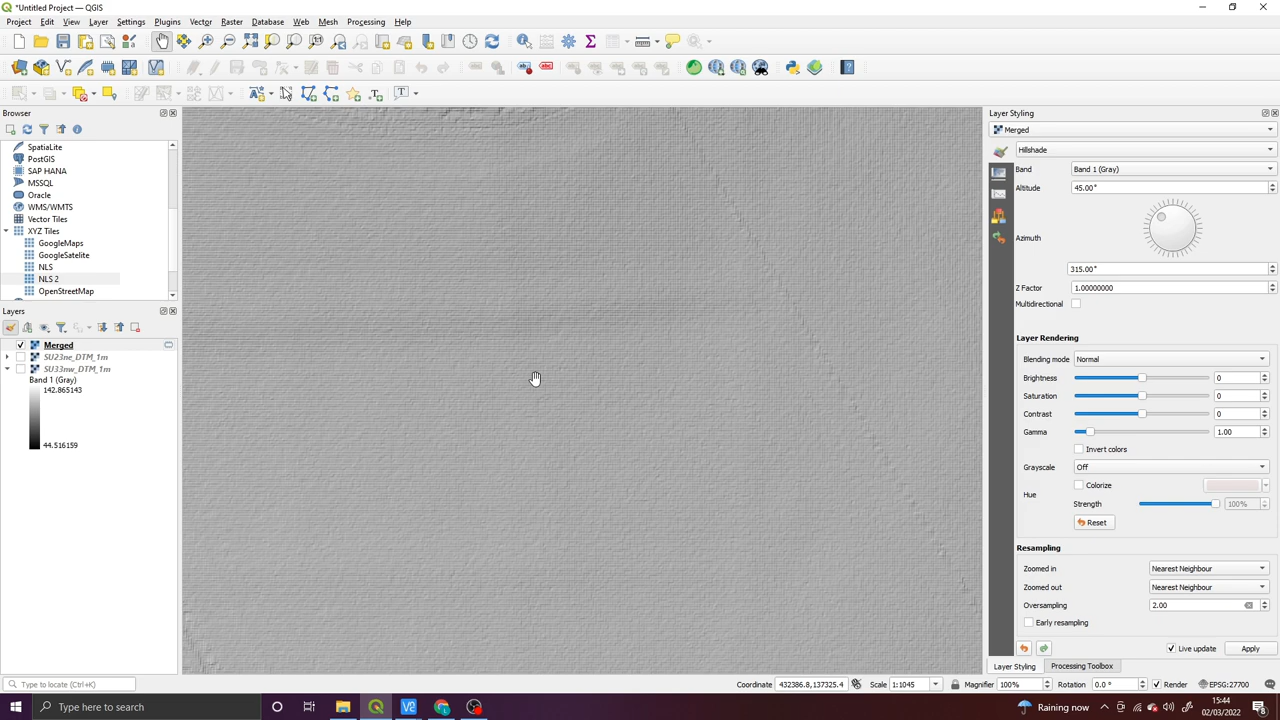 *Untitled Project — QGIS
Project Edit View Layer Settings Plugins Vector Raster Database Web Mesh Processing Help
Browser
SpatiaLite
PostGIS
SAP HANA
MSSQL
Oracle
WMS/WMTS
Vector Tiles
XYZ Tiles
GoogleMaps
GoogleSatelite
NLS
NLS 2
OpenStreetMap
Layers
Merged
SU23ne_DTM_1m
SU33nw_DTM_1m
Band 1 (Gray)
142.865143
44.516159
Layer Styling
Merged
Hillshade
Band Band 1 (Gray)
Altitude 45.00°
Azimuth
315.00°
Z Factor 1.00000000
Multidirectional
Layer Rendering
Blending mode Normal
Brightness 0
Saturation 0
Contrast 0
Gamma 1.00
Invert colors
Grayscale Off
Colorize
Hue
Strength 100%
Reset
Resampling
Zoomed in Nearest Neighbour
Zoomed out Nearest Neighbour
Oversampling 2.00
Early resampling
Live update Apply
Layer Styling Processing Toolbox
Type to locate (Ctrl+K) Coordinate 432386.8,137325.4 Scale 1:1045 Magnifier 100% Rotation 0.0 ° Render EPSG:27700
Type here to search Raining now 15:44
02/03/2022